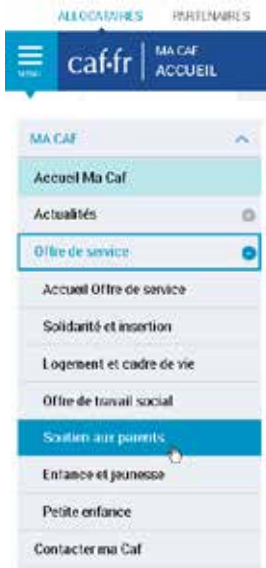 ALLOCATAIRES PARTENAIRES
MENU
caf.fr
MA CAF
ACCUEIL
MA CAF
Accueil Ma Caf
Actualités
Offre de service
Accueil Offre de service
Solidarité et insertion
Logement et cadre de vie
Offre de travail social
Soutien aux parents
Enfance et jeunesse
Petite enfance
Contacter ma Caf